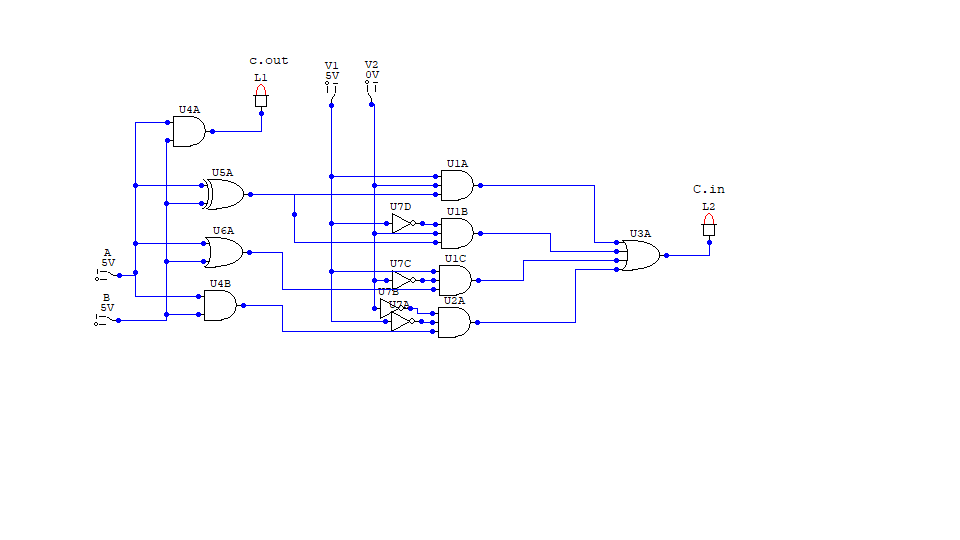 c.out
L1
V1
5V
V2
0V
U4A
U5A
U1A
U7D
U1B
C.in
L2
U6A
U3A
A
5V
U7C
U1C
U4B
U7B
U7A
U2A
B
5V